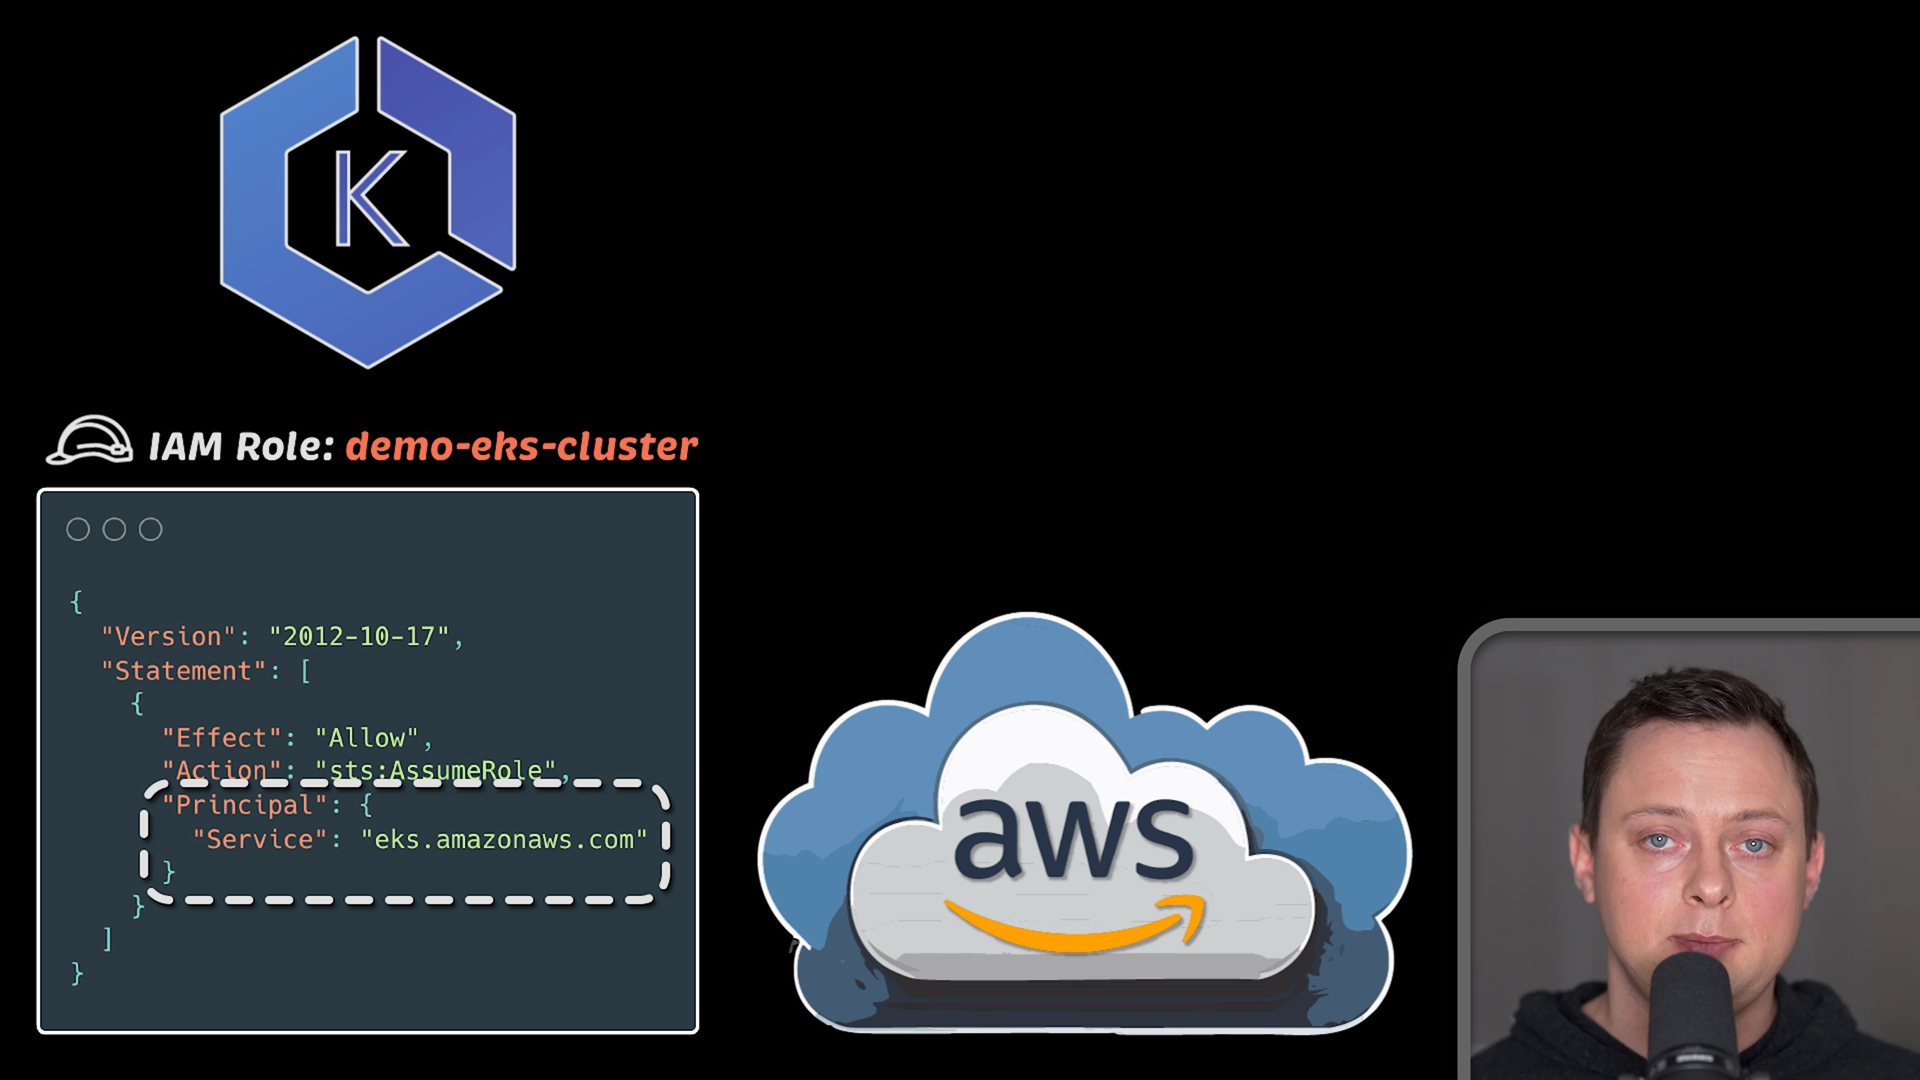 K
IAM Role: demo-eks-cluster
{
"Version": "2012-10-17",
"Statement": [
{
"Effect": "Allow",
"Action": "sts:AssumeRole",
"Principal": {
"Service": "eks.amazonaws.com"
}
}
]
}
aws